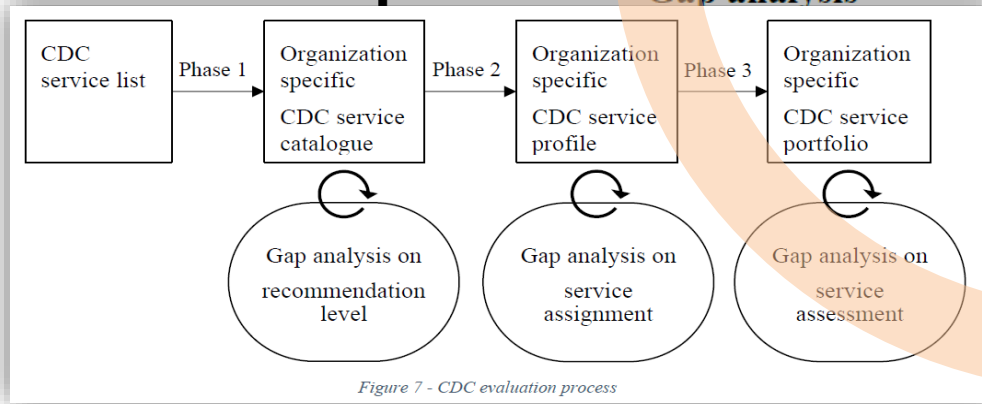 Gap analysis
CDC
service list
Phase 1
Organization
specific
CDC service
catalogue
Phase 2
Organization
specific
CDC service
profile
Phase 3
Organization
specific
CDC service
portfolio
Gap analysis on
recommendation
level
Gap analysis on
service
assignment
Gap analysis on
service
assessment
Figure 7 - CDC evaluation process